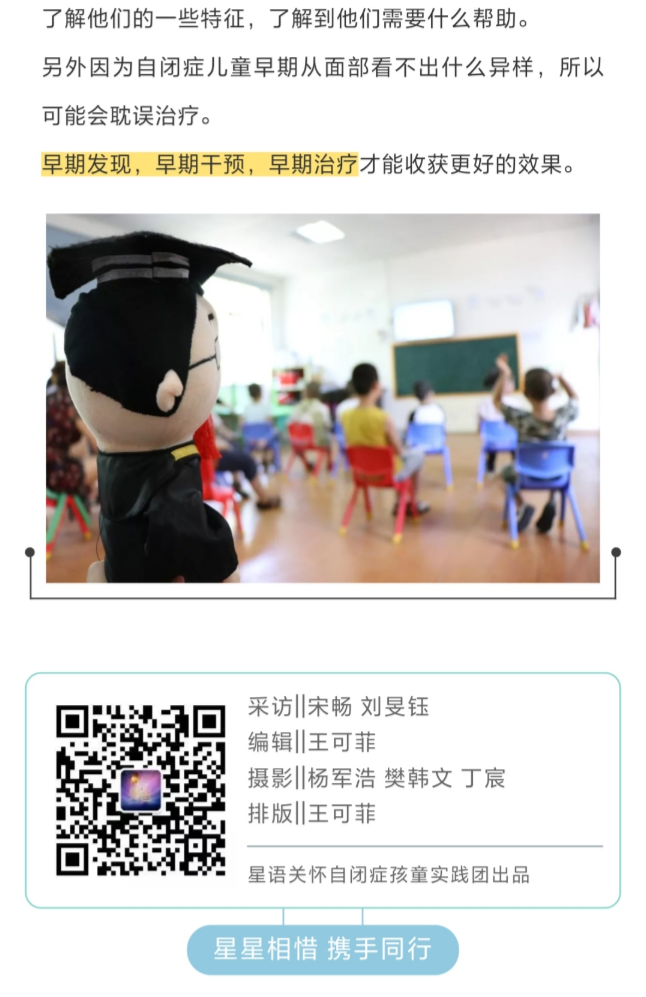 了解他们的一些特征，了解到他们需要什么帮助。
另外因为自闭症儿童早期从面部看不出什么异样，所以
可能会耽误治疗。
早期发现，早期干预，早期治疗才能收获更好的效果。
采访||宋畅 刘旻钰
编辑||王可菲
摄影||杨军浩 樊韩文 丁宸
排版||王可菲
星语关怀自闭症孩童实践团出品
星星相惜 携手同行